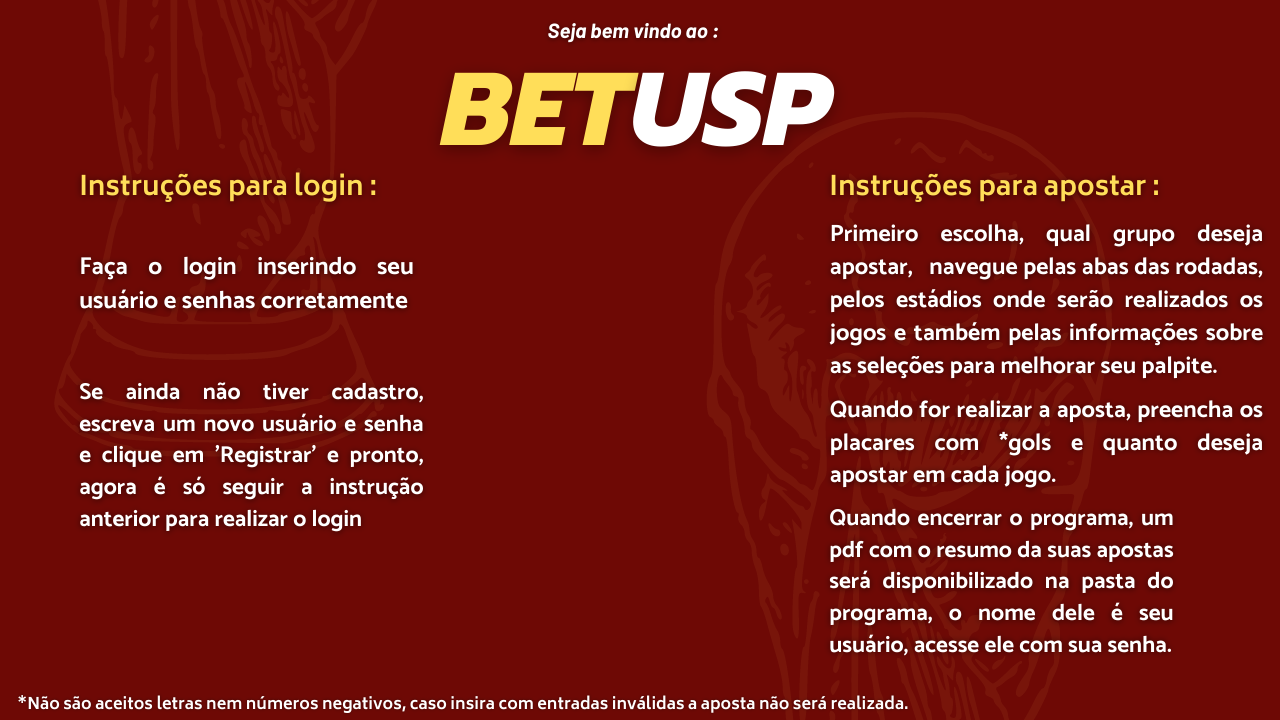 Seja bem vindo ao :
BETUSP
Instruções para login :
Faça o login inserindo seu
usuário e senhas corretamente
Se ainda não tiver cadastro,
escreva um novo usuário e senha
e clique em 'Registrar' e pronto,
agora é só seguir a instrução
anterior para realizar o login
Instruções para apostar :
Primeiro escolha, qual grupo deseja
apostar, navegue pelas abas das rodadas,
pelos estádios onde serão realizados os
jogos e também pelas informações sobre
as seleções para melhorar seu palpite.
Quando for realizar a aposta, preencha os
placares com *gols e quanto deseja
apostar em cada jogo.
Quando encerrar o programa, um
pdf com o resumo da suas apostas
será disponibilizado na pasta do
programa, o nome dele é seu
usuário, acesse ele com sua senha.
*Não são aceitos letras nem números negativos, caso insira com entradas inválidas a aposta não será realizada.